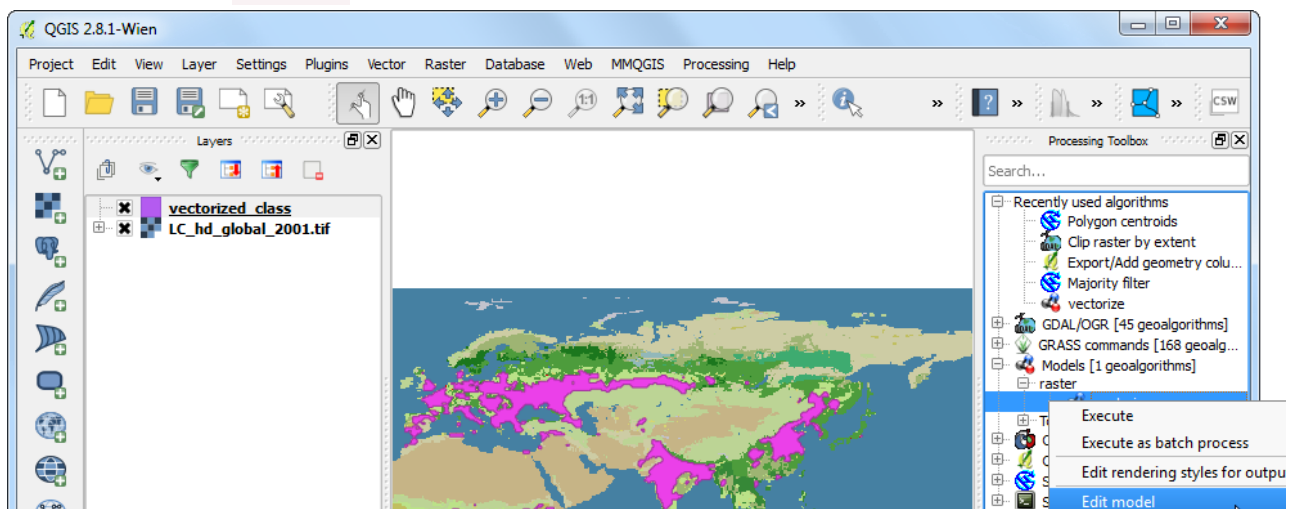 QGIS 2.8.1-Wien
Project Edit View Layer Settings Plugins Vector Raster Database Web MMQGIS Processing Help
1:1 » » ? » » » CSW
Layers
Processing Toolbox
Search...
vectorized_class
LC_hd_global_2001.tif
Recently used algorithms
Polygon centroids
Clip raster by extent
Export/Add geometry colu...
Majority filter
vectorize
GDAL/OGR [45 geoalgorithms]
GRASS commands [168 geoalg...
Models [1 geoalgorithms]
raster
Execute
Execute as batch process
Edit rendering styles for outpu
Edit model